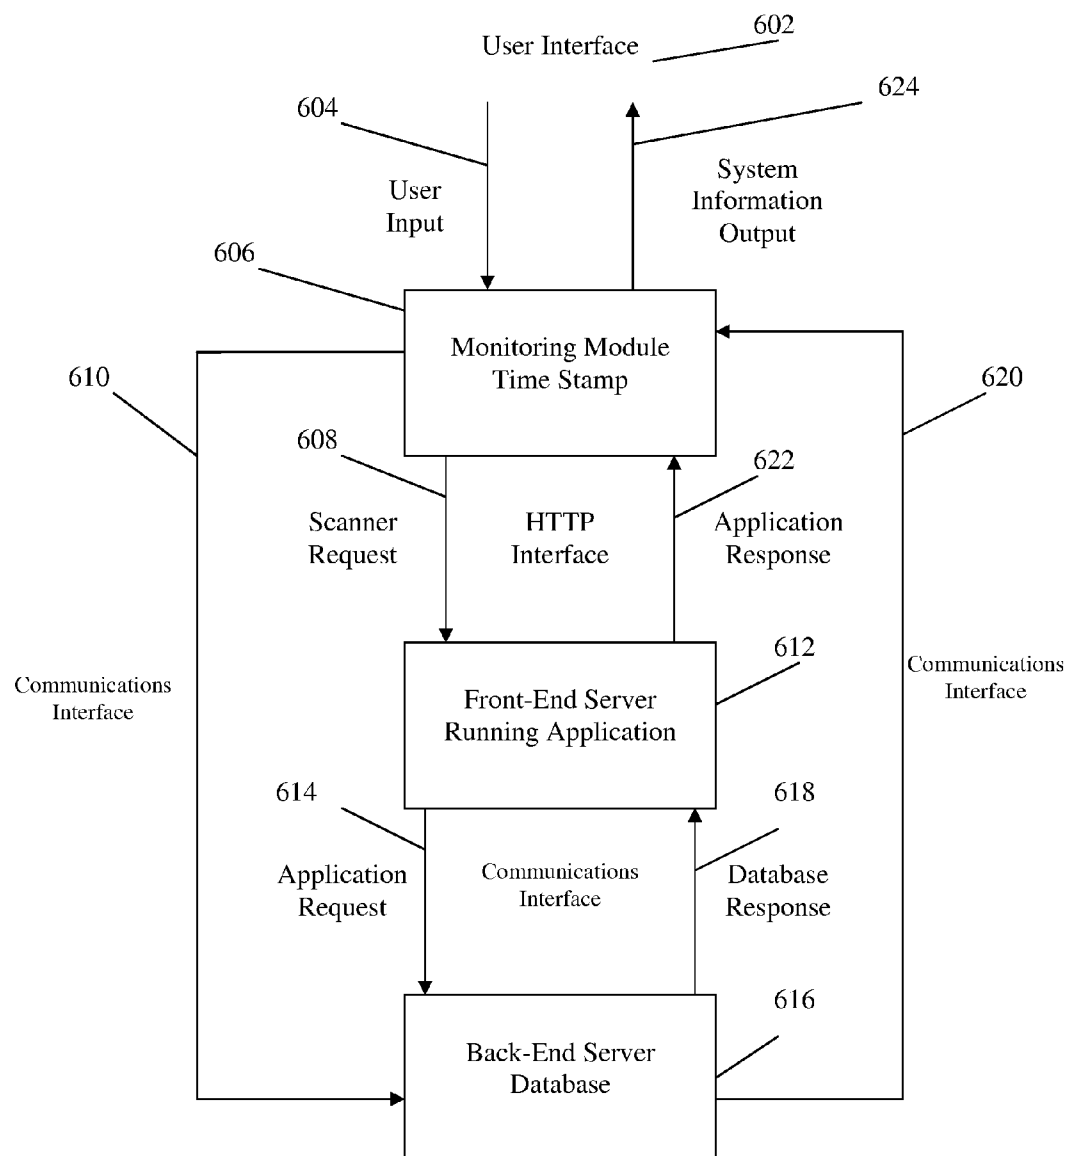 602
User Interface
624
604
System
Information
Output
User
Input
606
Monitoring Module
Time Stamp
610
620
608
622
Scanner
Request
HTTP
Interface
Application
Response
612
Communications
Interface
Communications
Interface
Front-End Server
Running Application
614
618
Application
Request
Communications
Interface
Database
Response
616
Back-End Server
Database